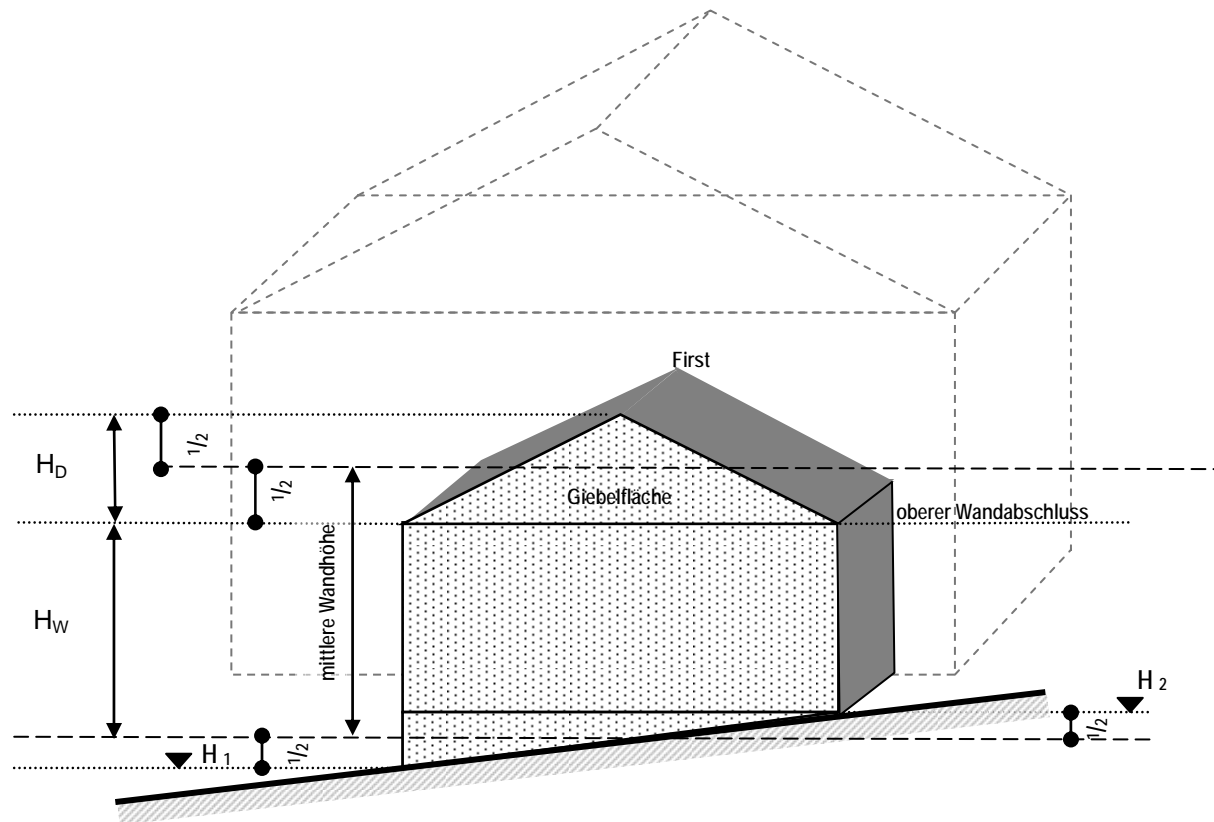 First
1/2
H_D
1/2
Giebelfläche
oberer Wandabschluss
mittlere Wandhöhe
H_W
H 2
1/2
H 1
1/2